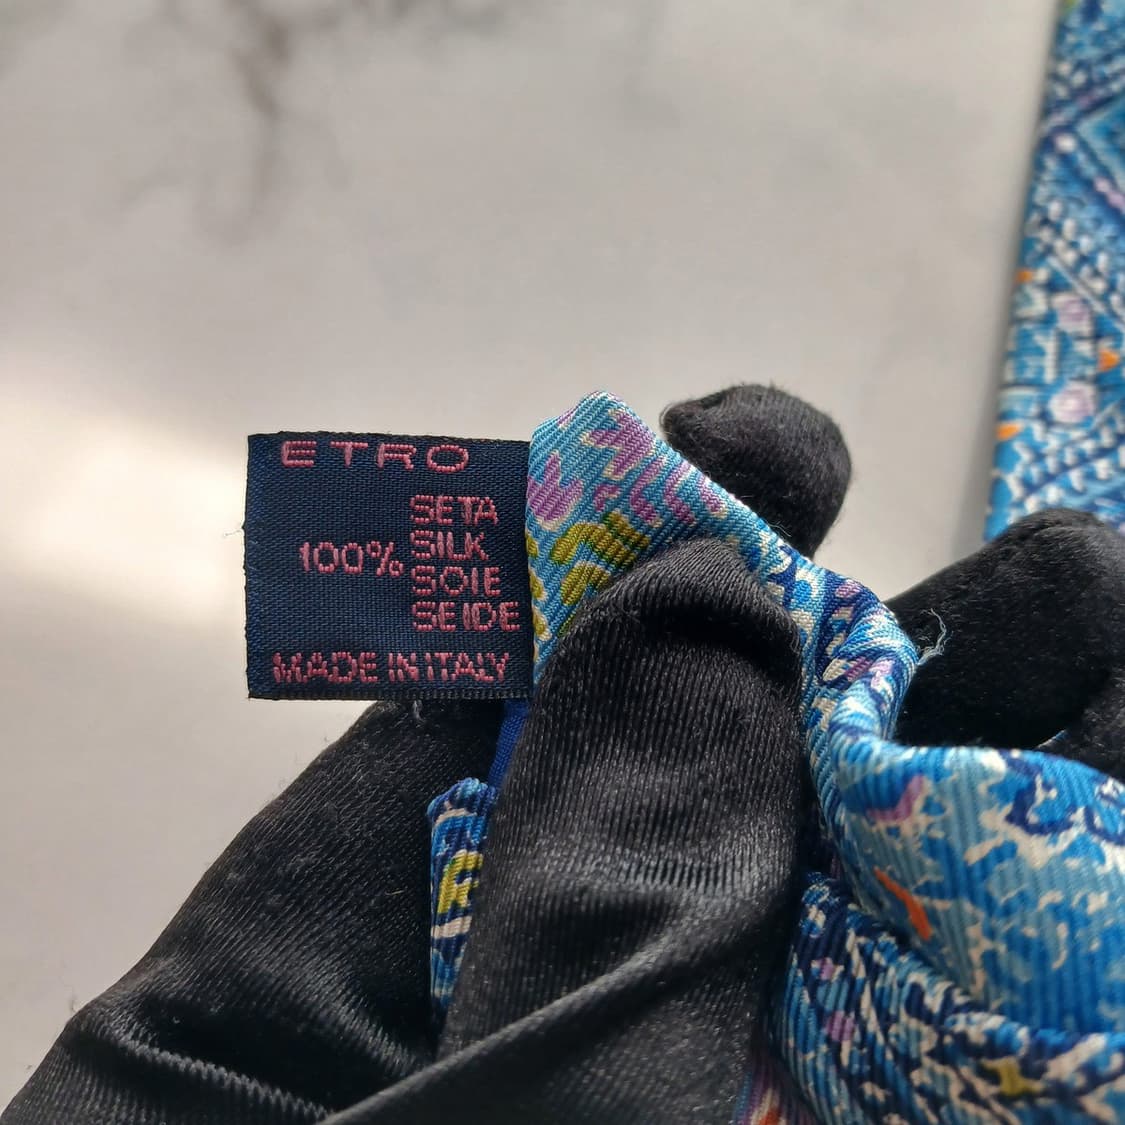 ETRO
SETA
SILK
100%
SOIE
SEIDE
MADE IN ITALY